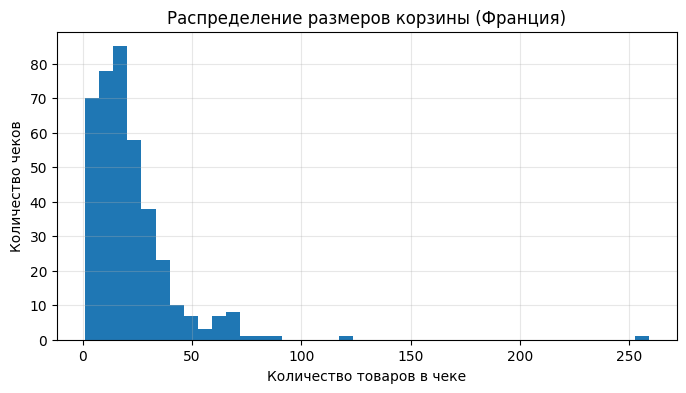 Распределение размеров корзины (Франция)
Количество чеков
80
70
60
50
40
30
20
10
0
0 50 100 150 200 250
Количество товаров в чеке